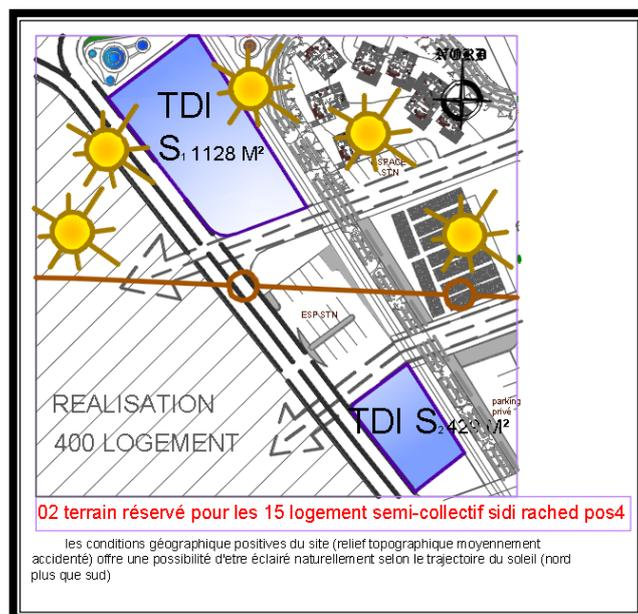 NORD
TDI
S₁ 1128 M²
ESPACE
STN
ESP STN
parking
privé
TDI S₂ 429 M²
REALISATION
400 LOGEMENT
02 terrain réservé pour les 15 logement semi-collectif sidi rached pos4
les conditions géographique positives du site (relief topographique moyennement
accidenté) offre une possibilité d'etre éclairé naturellement selon le trajectoire du soleil (nord
plus que sud)